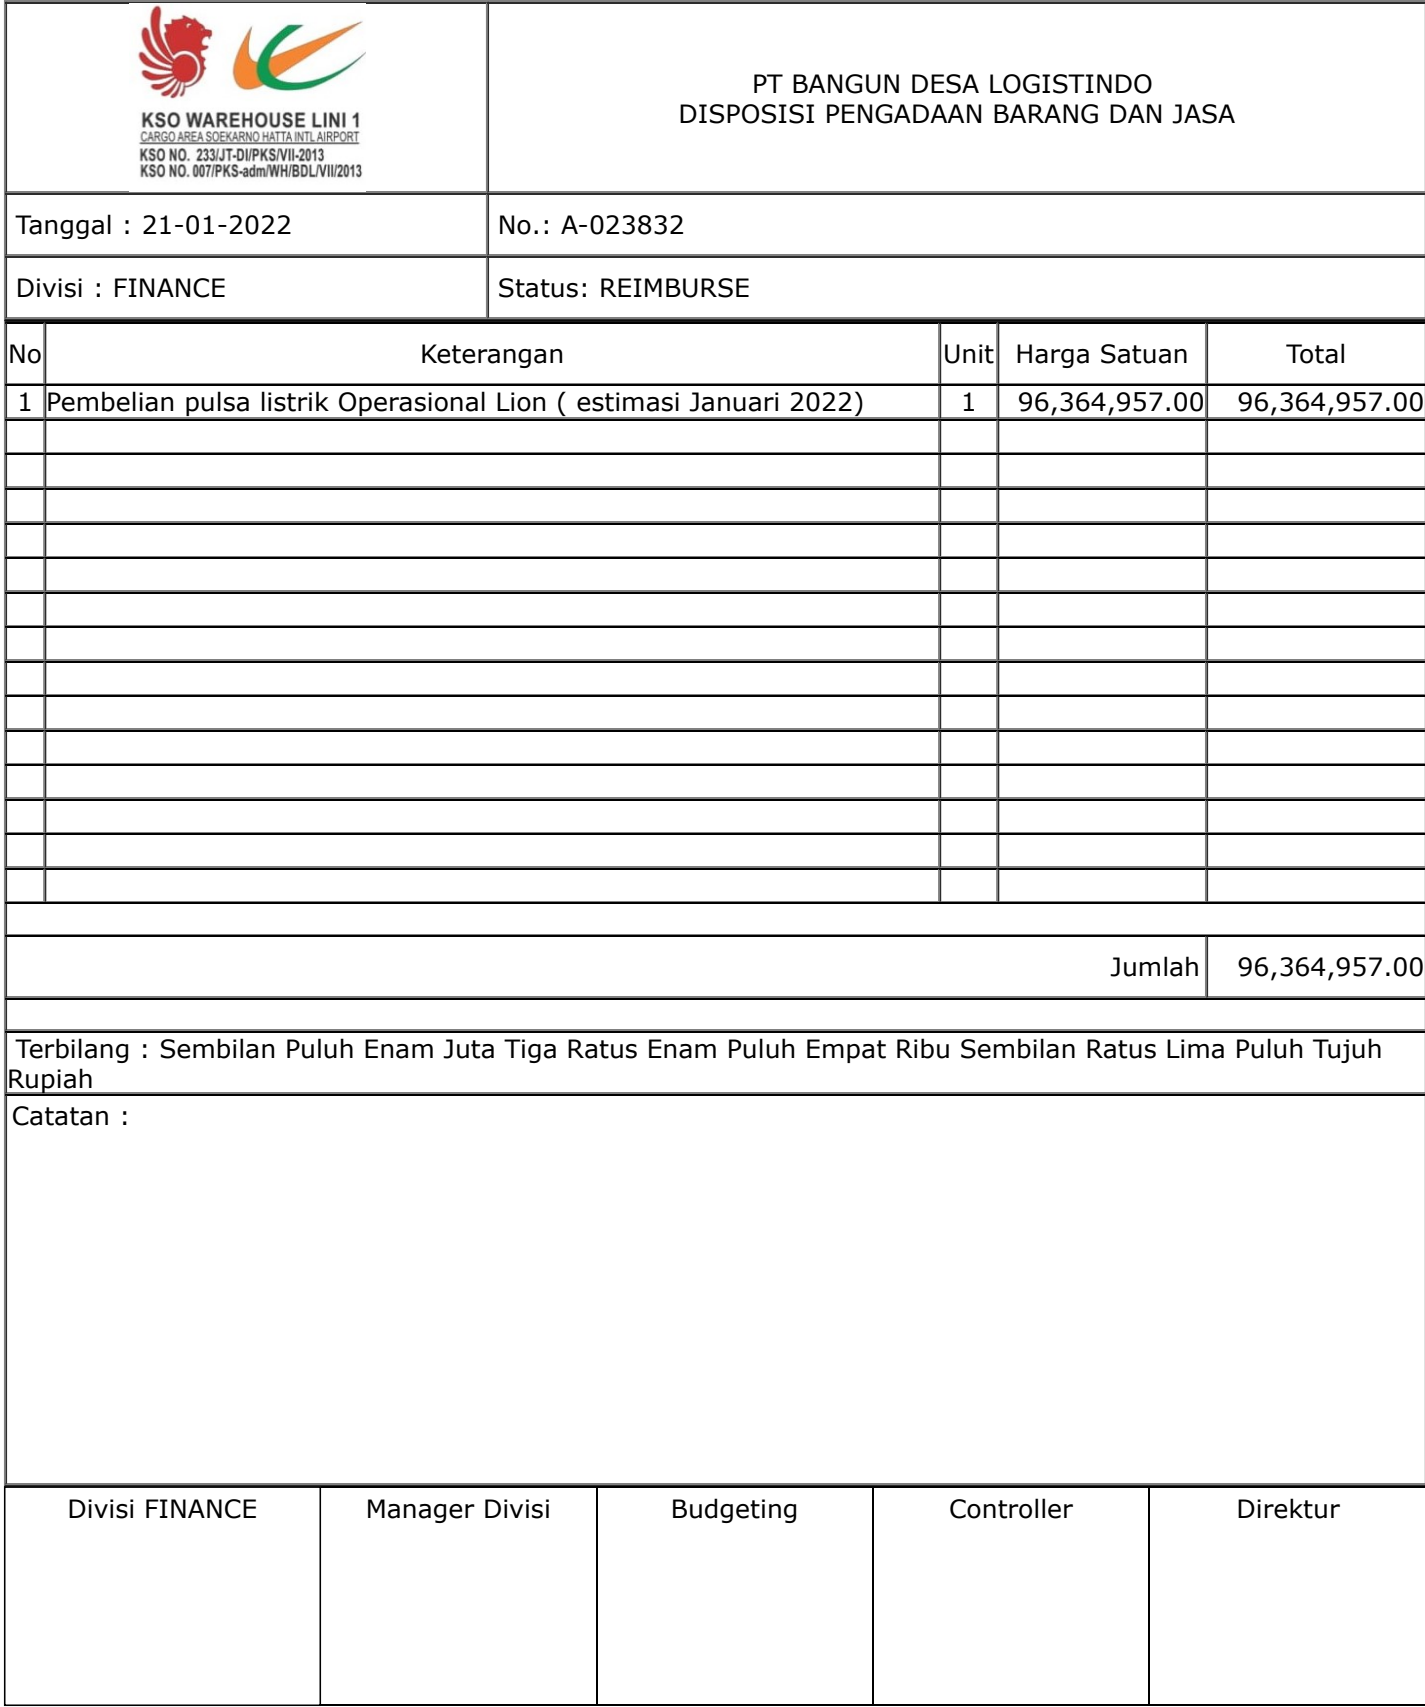 KSO WAREHOUSE LINI 1
CARGO AREA SOEKARNO HATTA INTL AIRPORT
KSO NO. 233/JT-DI/PKS/VII-2013
KSO NO. 007/PKS-adm/WH/BDL/VII/2013
PT BANGUN DESA LOGISTINDO
DISPOSISI PENGADAAN BARANG DAN JASA
Tanggal : 21-01-2022 No.: A-023832
Divisi : FINANCE Status: REIMBURSE
No Keterangan Unit Harga Satuan Total
1 Pembelian pulsa listrik Operasional Lion ( estimasi Januari 2022) 1 96,364,957.00 96,364,957.00
Jumlah 96,364,957.00
Terbilang : Sembilan Puluh Enam Juta Tiga Ratus Enam Puluh Empat Ribu Sembilan Ratus Lima Puluh Tujuh
Rupiah
Catatan :
Divisi FINANCE Manager Divisi Budgeting Controller Direktur